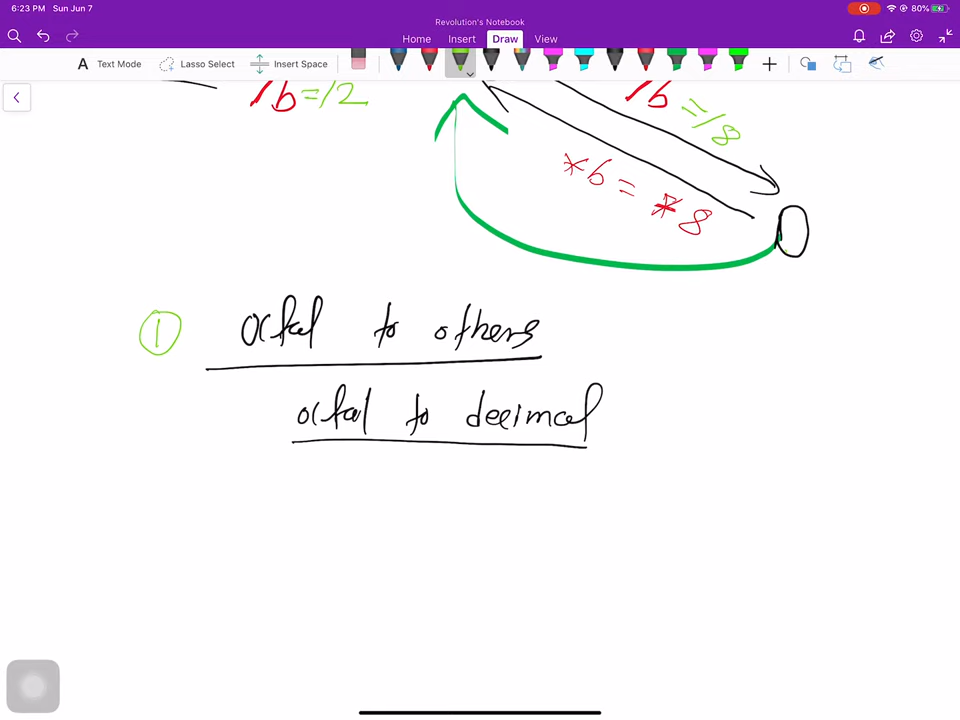 6:23 PM Sun Jun 7
80%
Revolution's Notebook
Home Insert Draw View
A Text Mode Lasso Select Insert Space
/b=/2
/b
=/8
*b = *8
① octal to others
octal to decimal